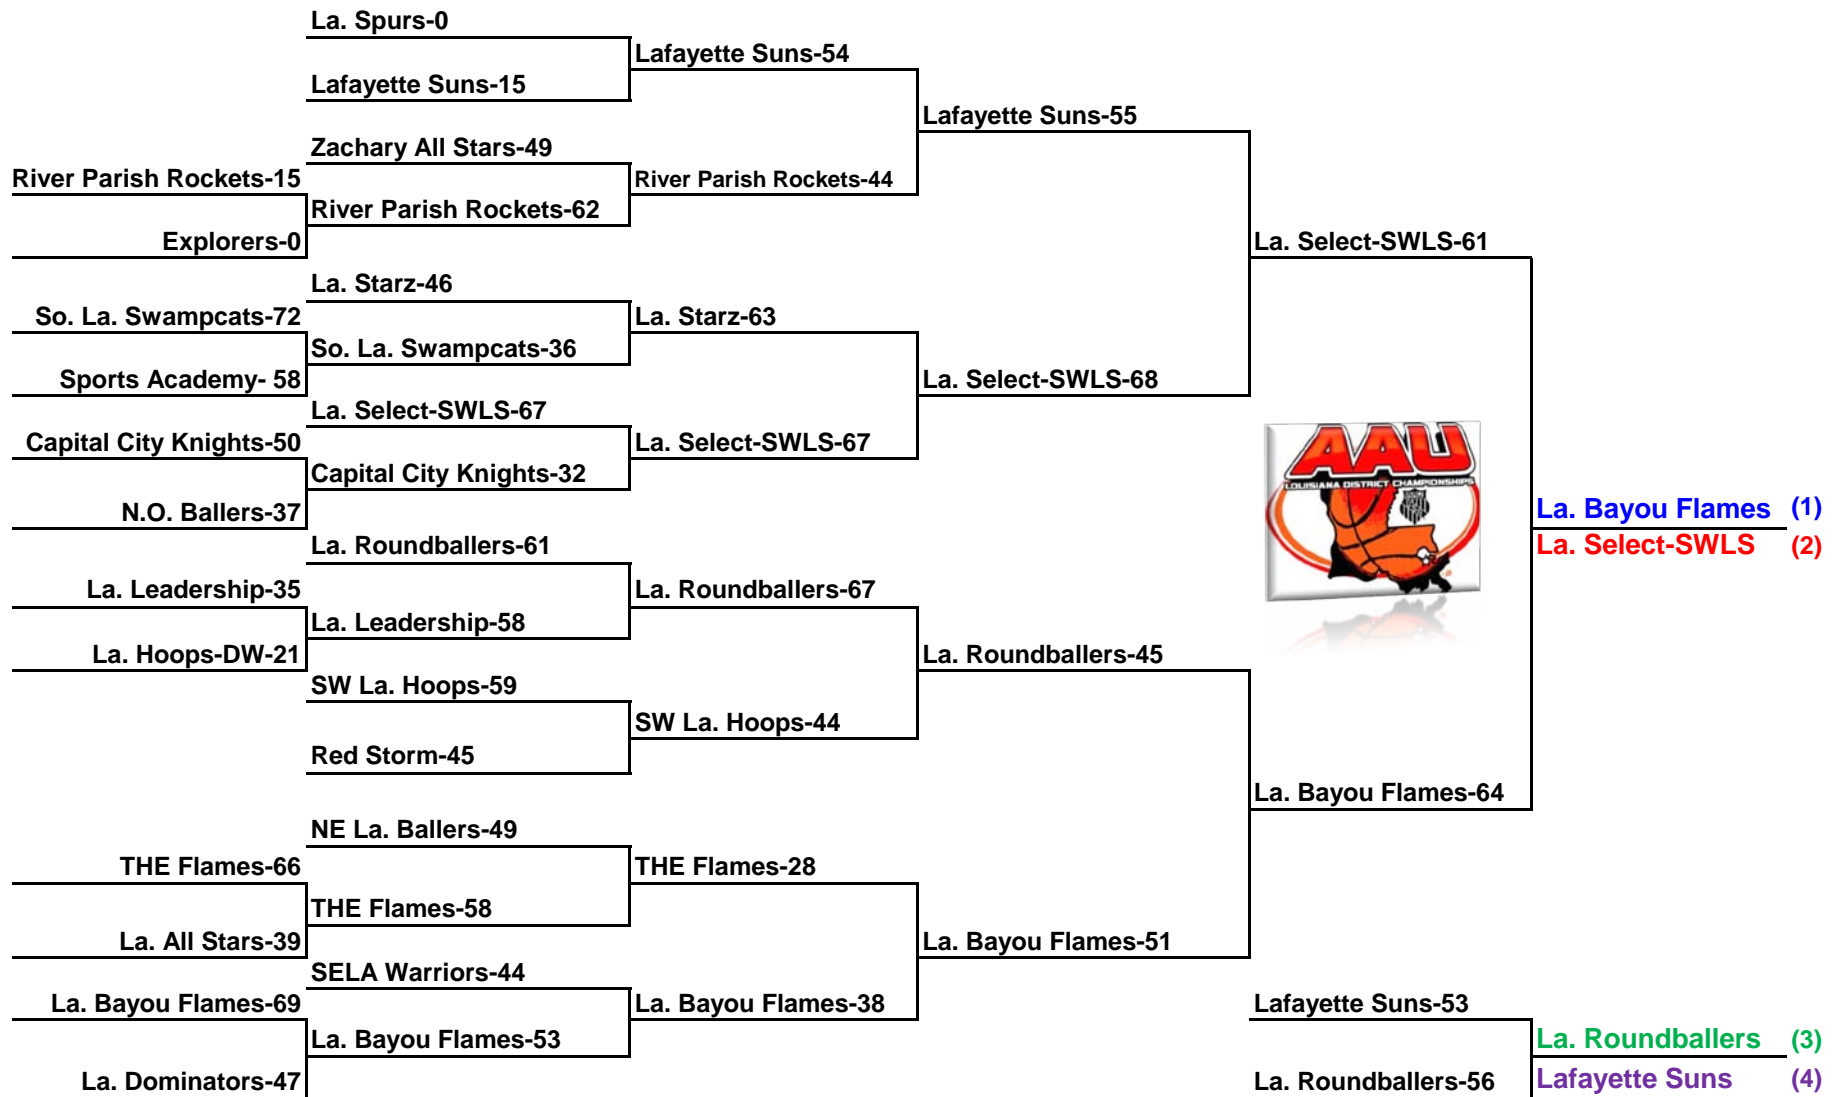 La. Spurs-0
Lafayette Suns-54
Lafayette Suns-15
Lafayette Suns-55
Zachary All Stars-49
River Parish Rockets-15
River Parish Rockets-44
River Parish Rockets-62
Explorers-0
La. Select-SWLS-61
La. Starz-46
So. La. Swampcats-72
La. Starz-63
So. La. Swampcats-36
Sports Academy- 58
La. Select-SWLS-68
La. Select-SWLS-67
Capital City Knights-50
La. Select-SWLS-67
Capital City Knights-32
N.O. Ballers-37
AAU
LOUISIANA DISTRICT CHAMPIONSHIPS
La. Bayou Flames (1)
La. Select-SWLS (2)
La. Roundballers-61
La. Leadership-35
La. Roundballers-67
La. Leadership-58
La. Hoops-DW-21
La. Roundballers-45
SW La. Hoops-59
SW La. Hoops-44
Red Storm-45
La. Bayou Flames-64
NE La. Ballers-49
THE Flames-66
THE Flames-28
THE Flames-58
La. All Stars-39
La. Bayou Flames-51
SELA Warriors-44
La. Bayou Flames-69
La. Bayou Flames-38
Lafayette Suns-53
La. Bayou Flames-53
La. Roundballers (3)
La. Dominators-47
La. Roundballers-56
Lafayette Suns (4)